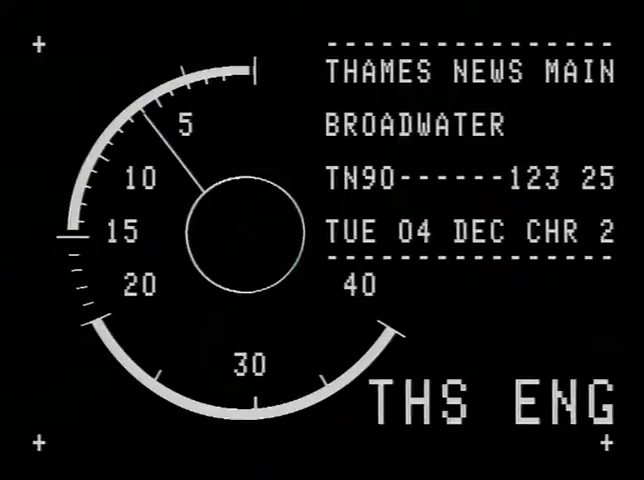 THAMES NEWS MAIN
BROADWATER
TN90------123 25
TUE 04 DEC CHR 2
5
10
15
20
40
30
THS ENG